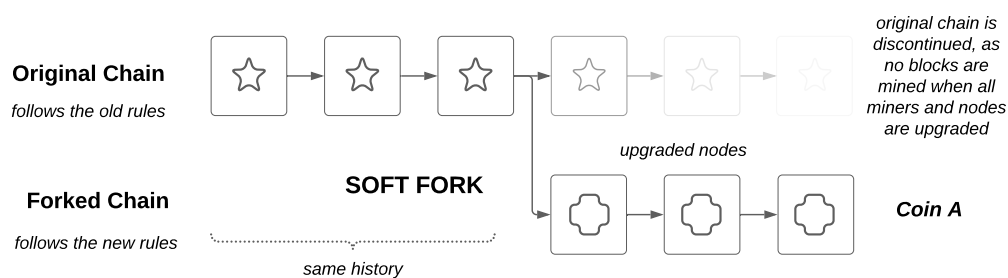 Original Chain
follows the old rules
original chain is
discontinued, as
no blocks are
mined when all
miners and nodes
are upgraded
upgraded nodes
SOFT FORK
Forked Chain
follows the new rules
Coin A
same history